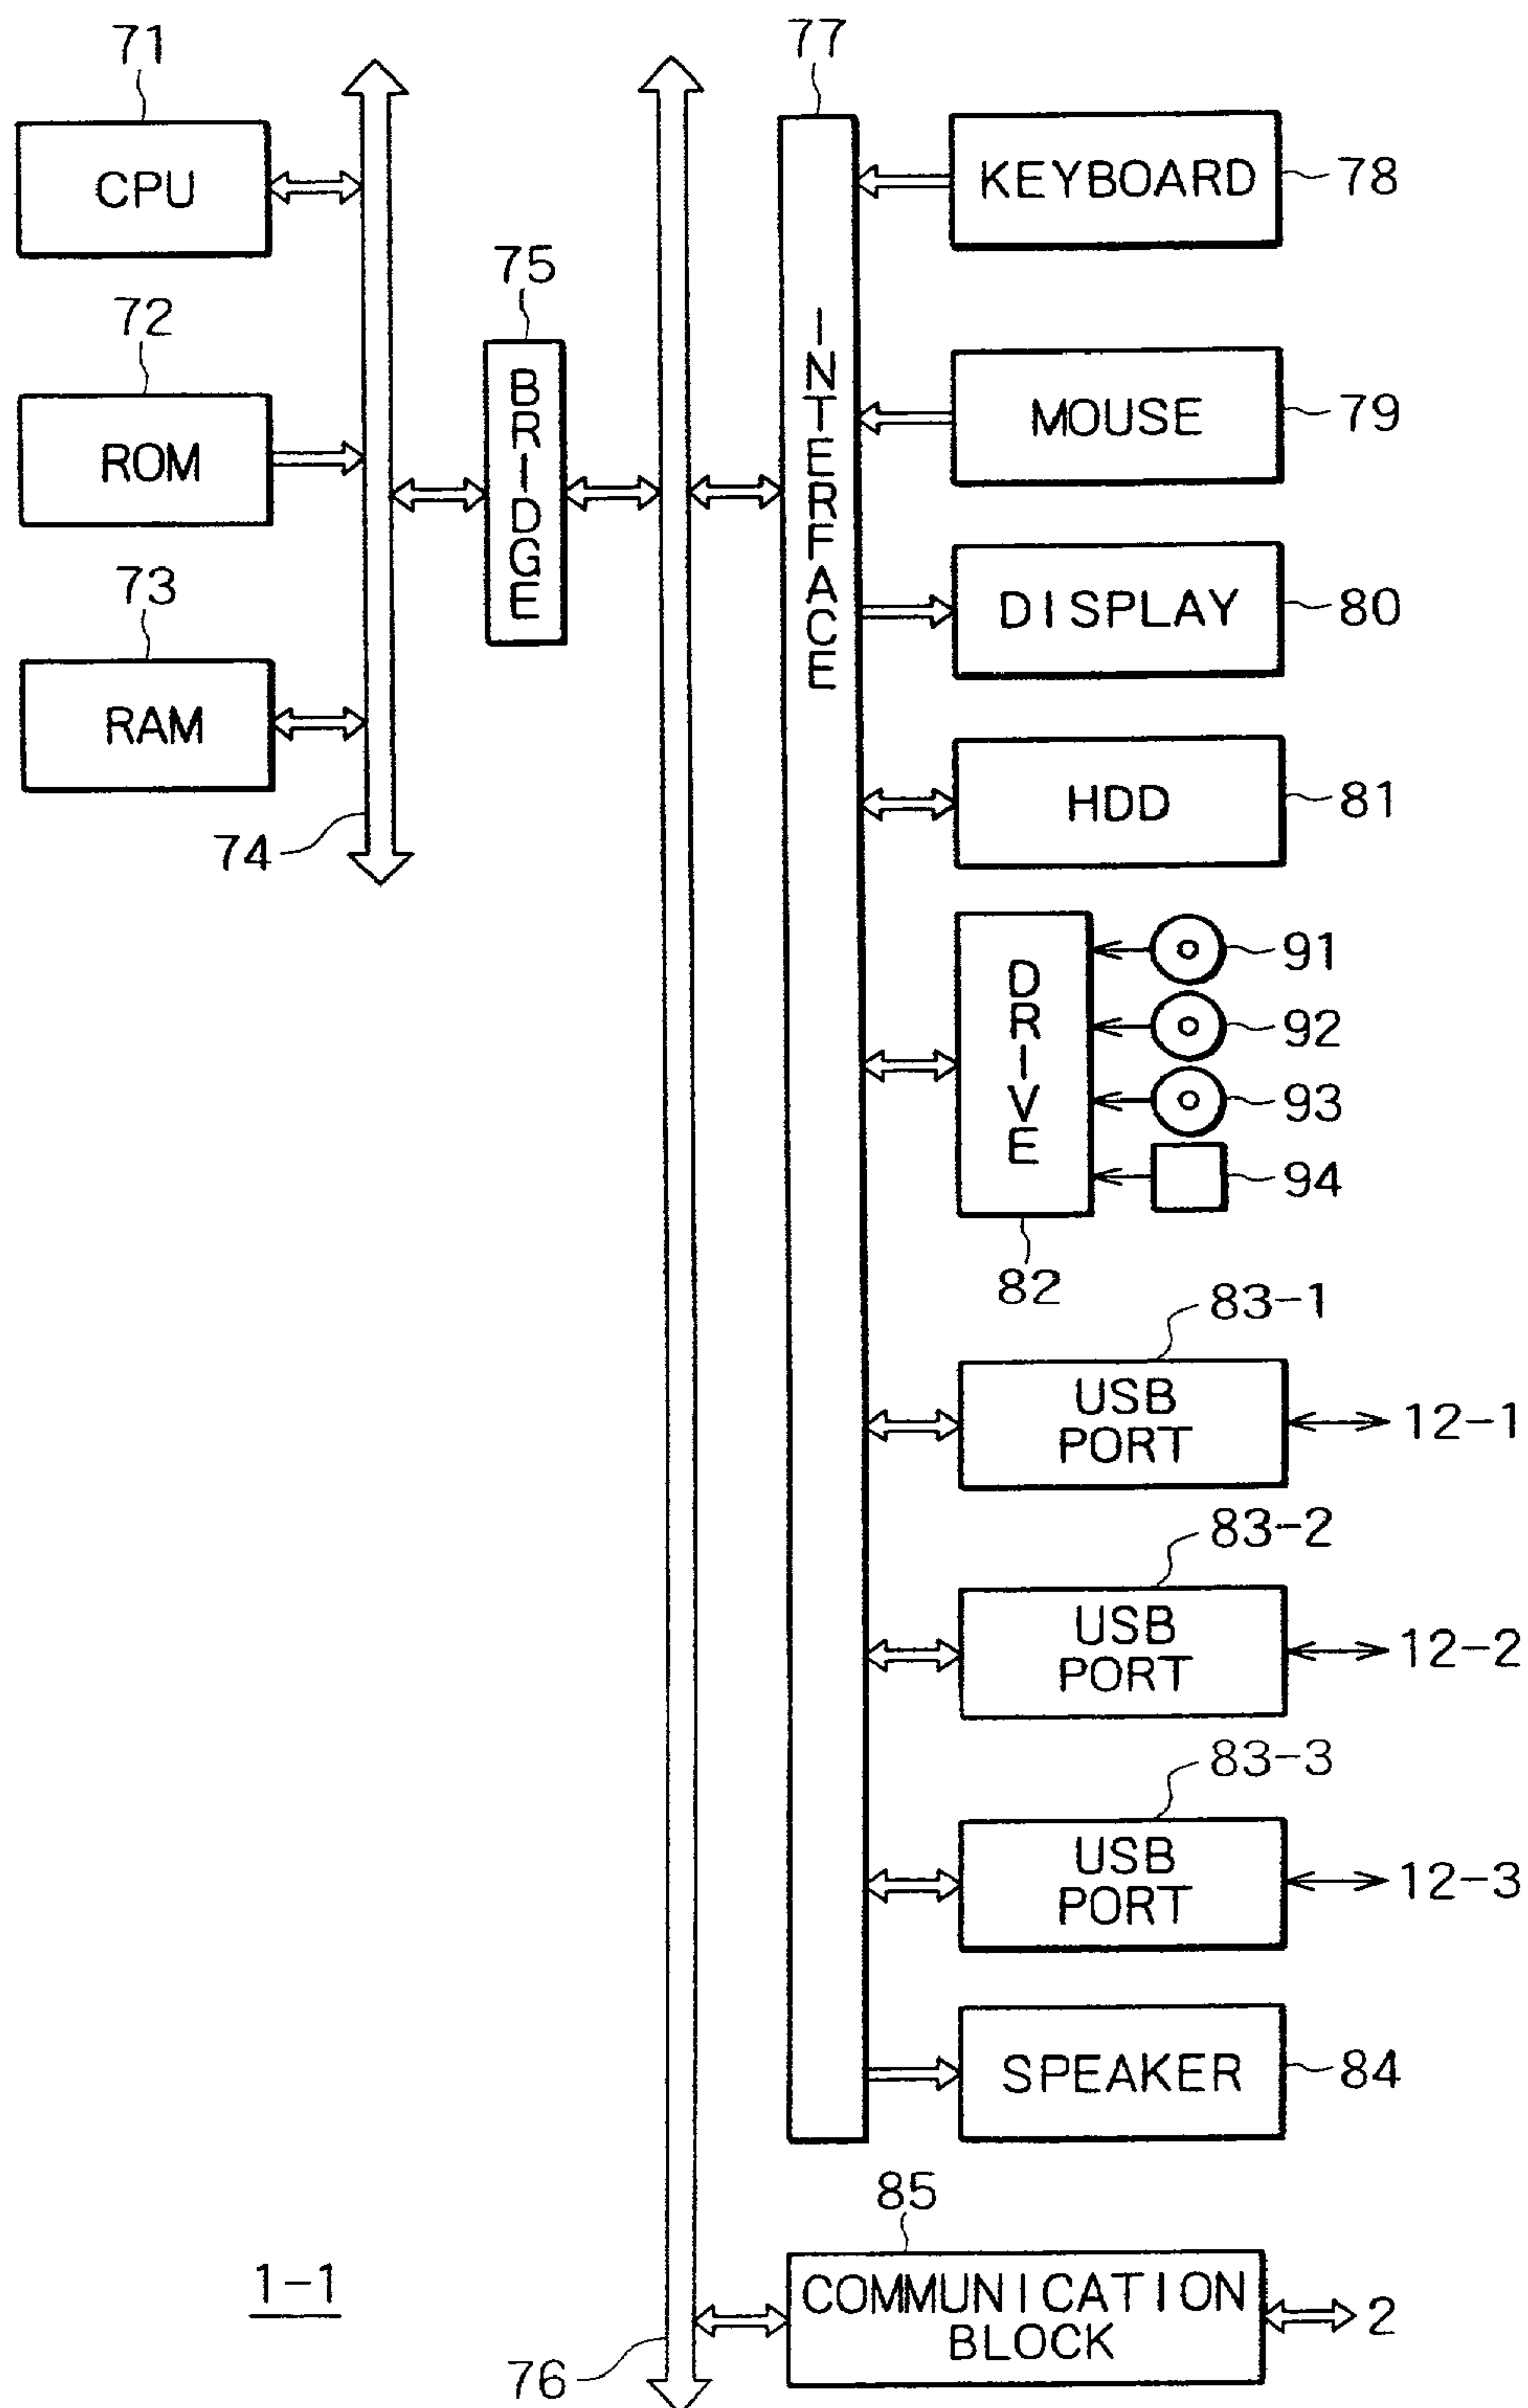 71
CPU
72
ROM
73
RAM
74
75
BRIDGE
76
77
INTERFACE
KEYBOARD
78
MOUSE
79
DISPLAY
80
HDD
81
DRIVE
82
91
92
93
94
83-1
USB
PORT
12-1
83-2
USB
PORT
12-2
83-3
USB
PORT
12-3
SPEAKER
84
85
COMMUNICATION
BLOCK
2
1-1